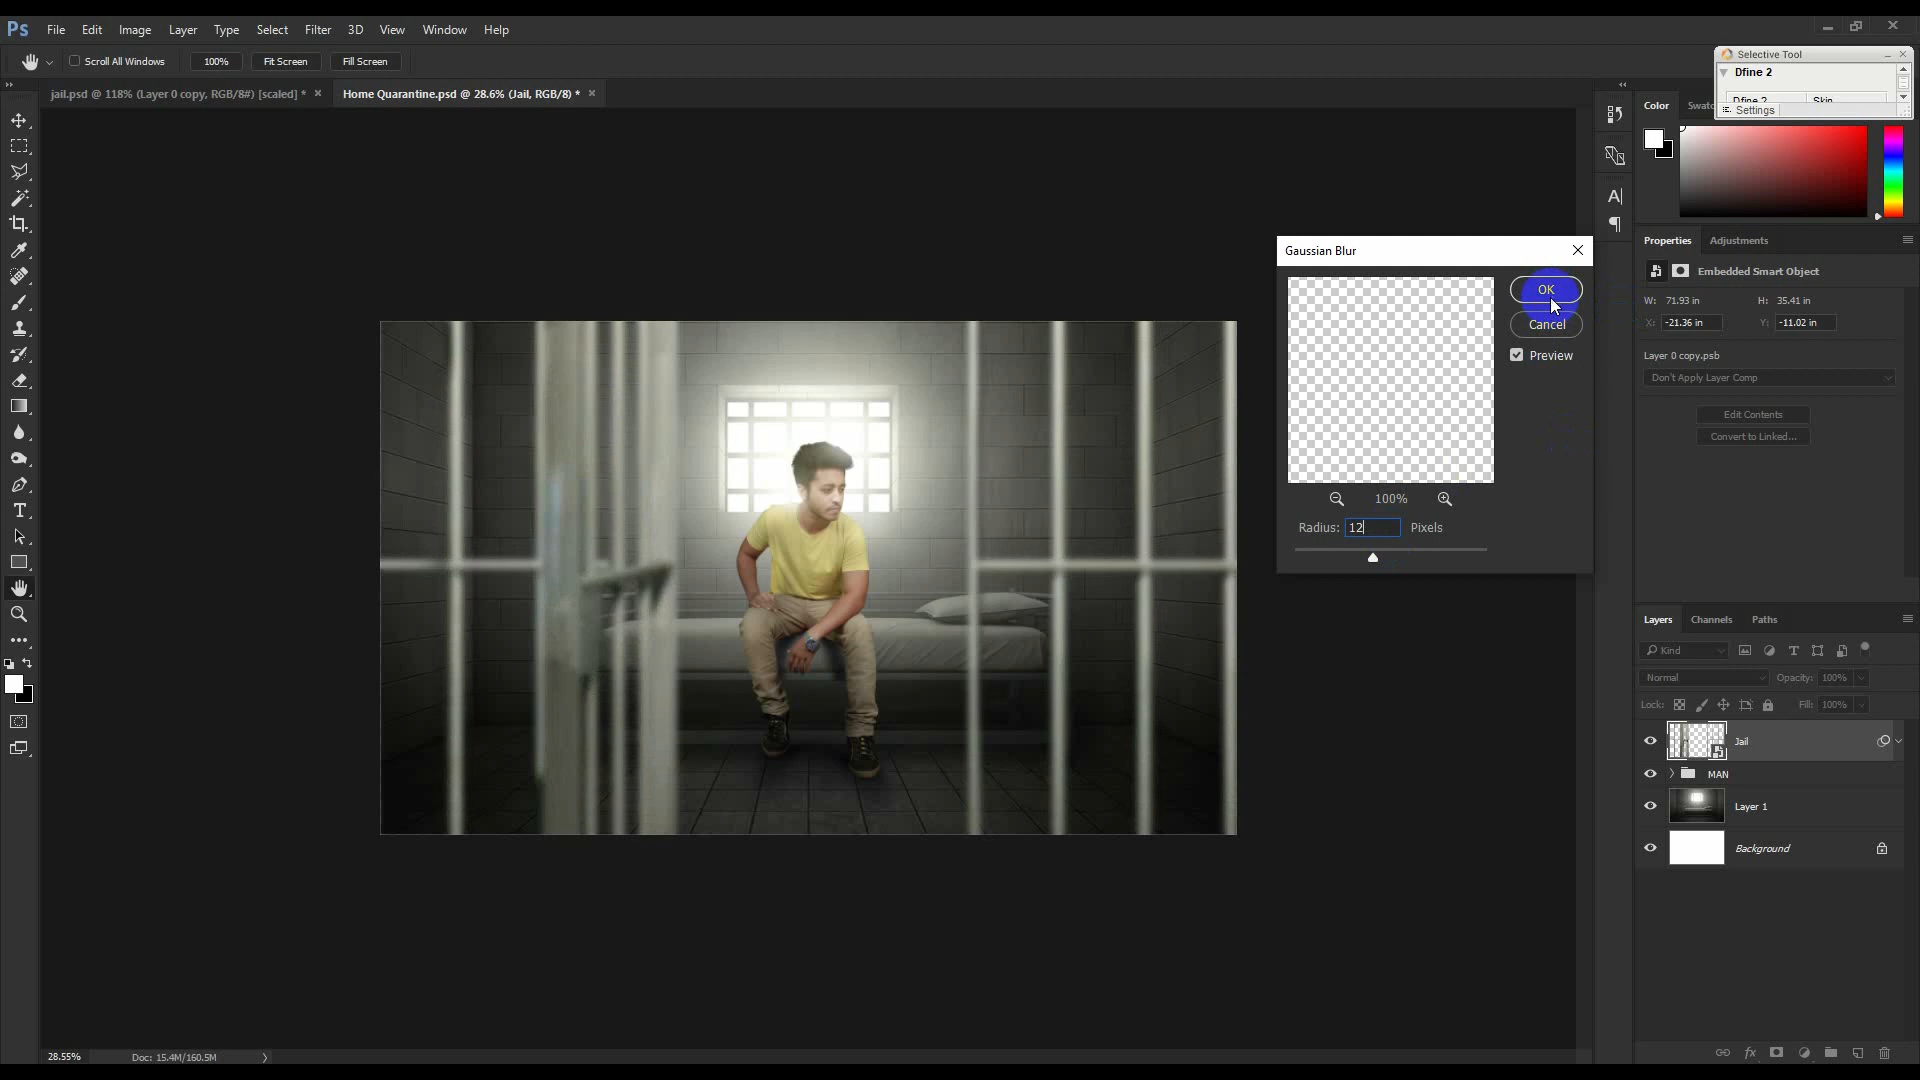 Ps File Edit Image Layer Type Select Filter 3D View Window Help
Scroll All Windows 100% Fit Screen Fill Screen
Selective Tool
Dfine 2
Dfine 2 Skin
Settings
jail.psd @ 118% (Layer 0 copy, RGB/8#) [scaled] *
Home Quarantine.psd @ 28.6% (Jail, RGB/8) *
Color
Gaussian Blur
OK
Cancel
Preview
100%
Radius: 12 Pixels
Properties Adjustments
Embedded Smart Object
W: 71.93 in H: 35.41 in
X: -21.36 in Y: -11.02 in
Layer 0 copy.psb
Don't Apply Layer Comp
Edit Contents
Convert to Linked...
Layers Channels Paths
Kind
Normal Opacity: 100%
Lock: Fill: 100%
Jail
MAN
Layer 1
Background
28.55% Doc: 15.4M/160.5M